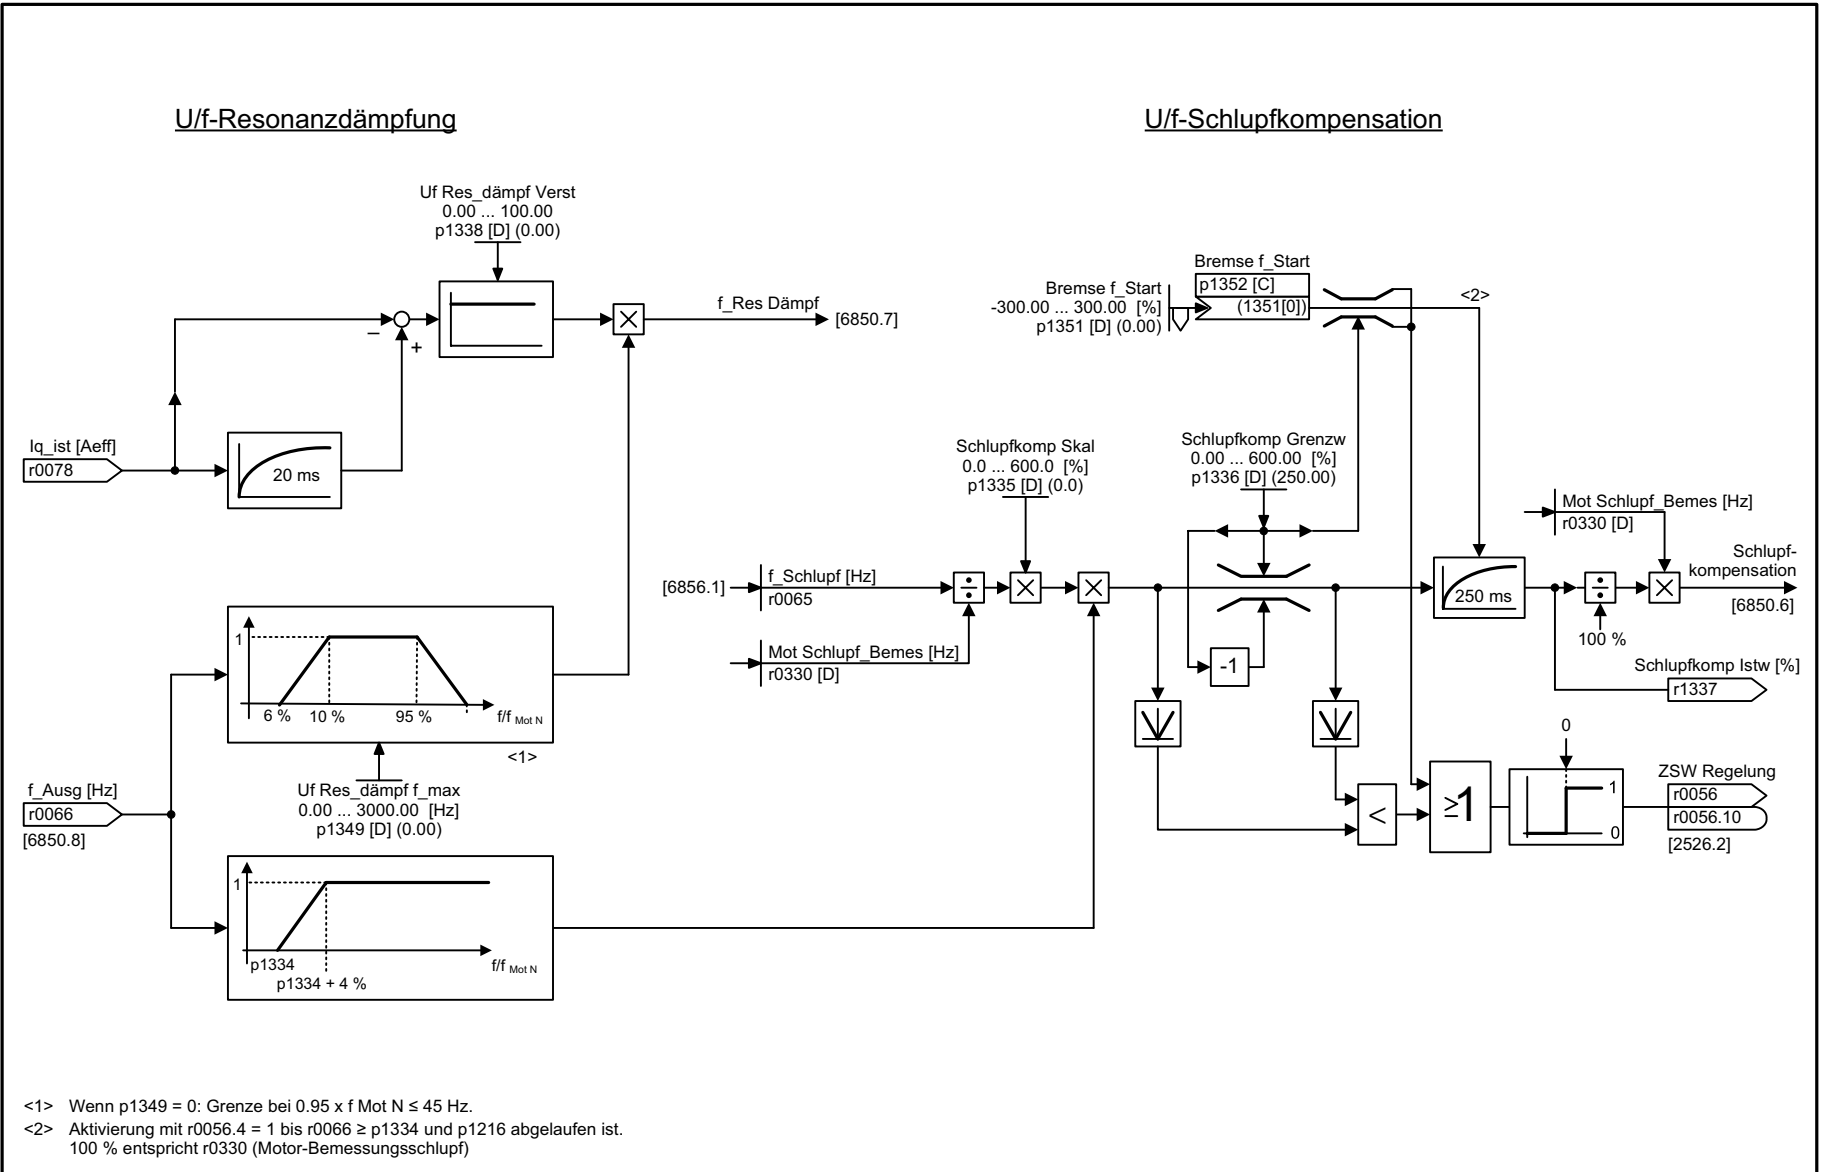 U/f-Resonanzdämpfung
Uf Res_dämpf Verst
0.00 ... 100.00
p1338 [D] (0.00)
f_Res Dämpf
[6850.7]
−
+
Iq_ist [Aeff]
r0078
20 ms
1
6 %
10 %
95 %
f/f Mot N
<1>
Uf Res_dämpf f_max
0.00 ... 3000.00 [Hz]
p1349 [D] (0.00)
f_Ausg [Hz]
r0066
[6850.8]
1
p1334
p1334 + 4 %
f/f Mot N
U/f-Schlupfkompensation
Bremse f_Start
p1352 [C]
(1351[0])
Bremse f_Start
-300.00 ... 300.00 [%]
p1351 [D] (0.00)
<2>
Schlupfkomp Skal
0.0 ... 600.0 [%]
p1335 [D] (0.0)
Schlupfkomp Grenzw
0.00 ... 600.00 [%]
p1336 [D] (250.00)
Mot Schlupf_Bemes [Hz]
r0330 [D]
[6856.1]
f_Schlupf [Hz]
r0065
Mot Schlupf_Bemes [Hz]
r0330 [D]
-1
250 ms
100 %
Schlupf-
kompensation
[6850.6]
Schlupfkomp Istw [%]
r1337
<
≥1
0
1
0
ZSW Regelung
r0056
r0056.10
[2526.2]
<1> Wenn p1349 = 0: Grenze bei 0.95 x f Mot N ≤ 45 Hz.
<2> Aktivierung mit r0056.4 = 1 bis r0066 ≥ p1334 und p1216 abgelaufen ist.
100 % entspricht r0330 (Motor-Bemessungsschlupf)